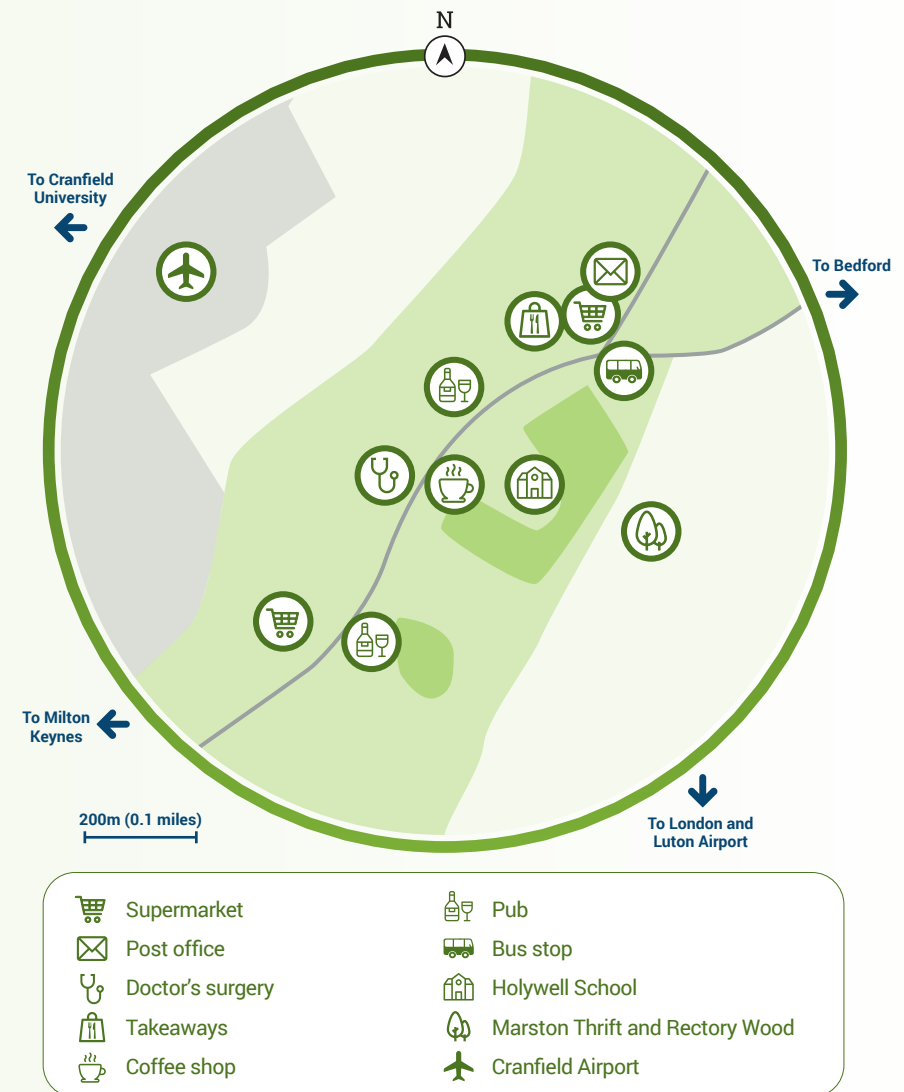 N
To Cranfield
University
To Bedford
To Milton
Keynes
200m (0.1 miles)
To London and
Luton Airport
Supermarket
Post office
Doctor's surgery
Takeaways
Coffee shop
Pub
Bus stop
Holywell School
Marston Thrift and Rectory Wood
Cranfield Airport